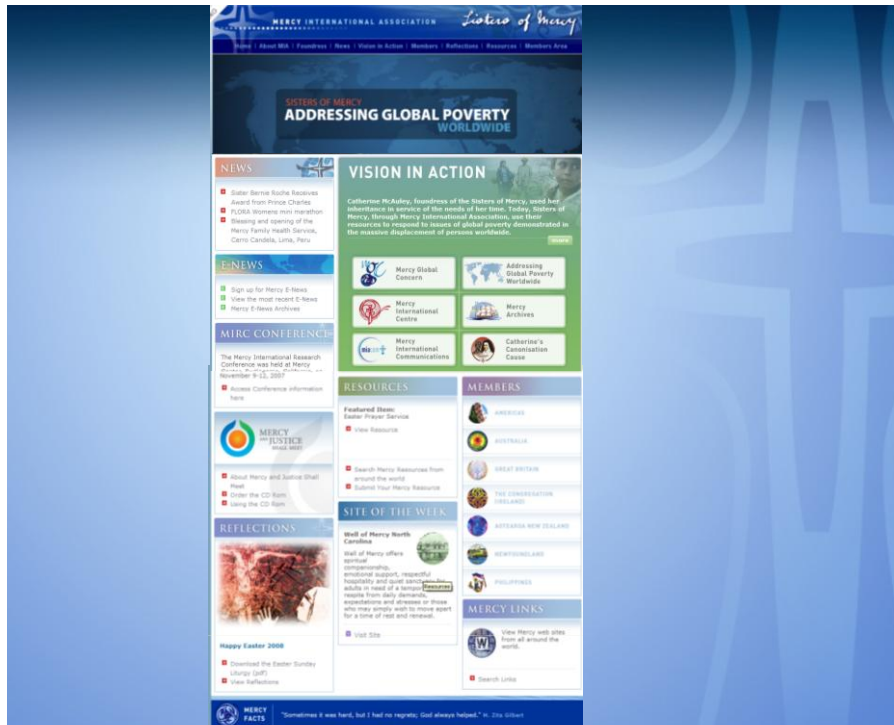 MERCY INTERNATIONAL ASSOCIATION
Sisters of Mercy
Home | About MIA | Foundress | News | Vision in Action | Members | Reflections | Resources | Members Area
SISTERS OF MERCY
ADDRESSING GLOBAL POVERTY
WORLDWIDE
NEWS
Sister Bernie Roche Receives
Award from Prince Charles
FLORA Womens mini marathon
Blessing and opening of the
Mercy Family Health Service,
Cerro Candela, Lima, Peru
E-NEWS
Sign up for Mercy E-News
View the most recent E-News
Mercy E-News Archives
MIRC CONFERENCE
The Mercy International Research
Conference was held at Mercy
November 9-12, 2007
Access Conference information
here
MERCY
AND JUSTICE
SHALL MEET
About Mercy and Justice Shall
Meet
Order the CD Rom
Using the CD Rom
REFLECTIONS
Happy Easter 2008
Download the Easter Sunday
Liturgy (pdf)
View Reflections
VISION IN ACTION
Catherine McAuley, foundress of the Sisters of Mercy, used her
inheritance in service of the needs of her time. Today, Sisters of
Mercy, through Mercy International Association, use their
resources to respond to issues of global poverty demonstrated in
the massive displacement of persons worldwide.
Mercy Global
Concern
Addressing
Global Poverty
Worldwide
Mercy
International
Centre
Mercy
Archives
Mercy
International
Communications
Catherine's
Canonisation
Cause
RESOURCES
Featured Item:
Easter Prayer Service
View Resource
Search Mercy Resources from
around the world
Submit Your Mercy Resource
SITE OF THE WEEK
Well of Mercy North
Carolina
Well of Mercy offers
spiritual
companionship,
emotional support, respectful
hospitality and quiet
adults in need of a
Resources
respite from daily demands,
expectations and stresses or those
who may simply wish to move apart
for a time of rest and renewal.
Visit Site
MEMBERS
AMERICAS
AUSTRALIA
GREAT BRITAIN
THE CONGREGATION
(IRELAND)
AOTEAROA NEW ZEALAND
NEWFOUNDLAND
PHILIPPINES
MERCY LINKS
View Mercy web sites
from all around the
world.
Search Links
MERCY
FACTS
"Sometimes it was hard, but I had no regrets; God always helped." M. Zita Gilbert